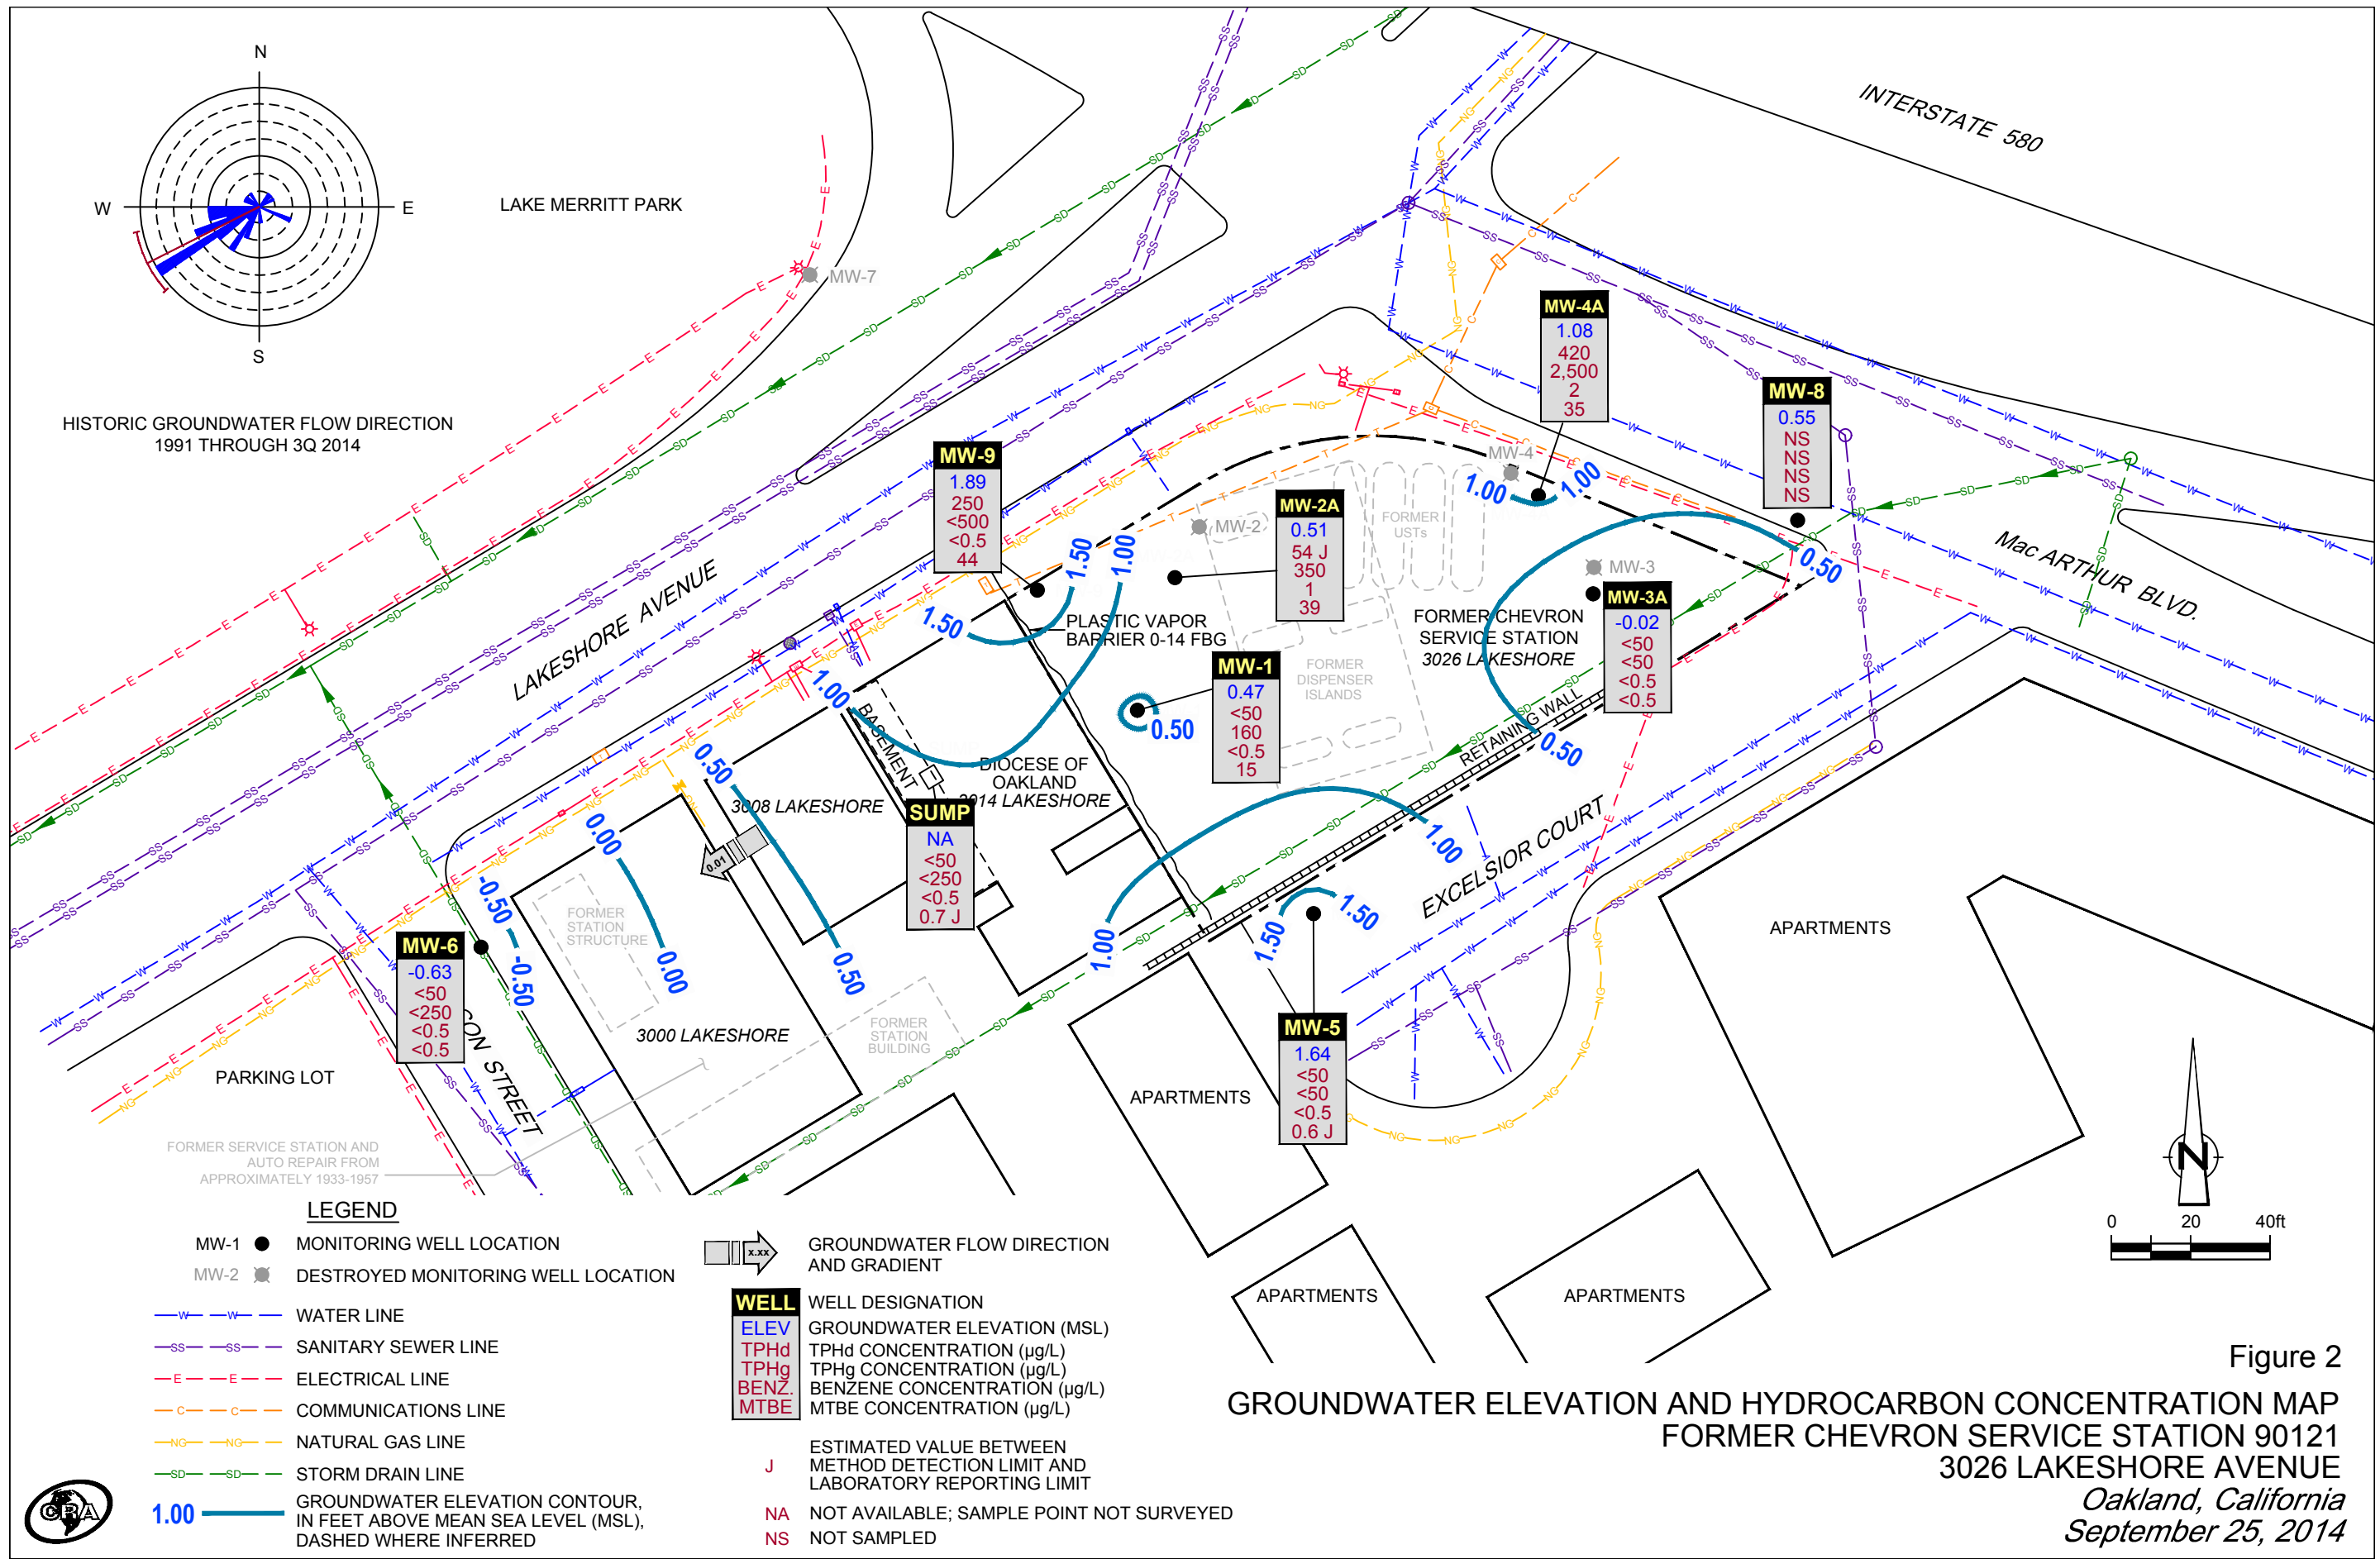 N
W
E
S
HISTORIC GROUNDWATER FLOW DIRECTION
1991 THROUGH 3Q 2014
LAKE MERRITT PARK
MW-7
INTERSTATE 580
MW-4A
1.08
420
2,500
2
35
MW-8
0.55
NS
NS
NS
NS
MW-9
1.89
250
<500
<0.5
44
MW-4
1.00
1.00
MW-2A
0.51
54 J
350
1
39
MW-2
FORMER
USTs
Mac ARTHUR BLVD.
0.50
MW-3
MW-3A
-0.02
<50
<50
<0.5
<0.5
LAKESHORE AVENUE
1.50
1.00
1.50
PLASTIC VAPOR
BARRIER 0-14 FBG
FORMER CHEVRON
SERVICE STATION
3026 LAKESHORE
MW-1
0.47
<50
160
<0.5
15
FORMER
DISPENSER
ISLANDS
1.00
BASEMENT
0.50
RETAINING WALL
0.50
0.50
DIOCESE OF
OAKLAND
3014 LAKESHORE
3008 LAKESHORE
SUMP
NA
<50
<250
<0.5
0.7 J
0.01
0.00
0.00
1.00
1.00
EXCELSIOR COURT
-0.50
-0.50
0.50
1.50
1.50
FORMER
STATION
STRUCTURE
MW-6
-0.63
<50
<250
<0.5
<0.5
3000 LAKESHORE
FORMER
STATION
BUILDING
MW-5
1.64
<50
<50
<0.5
0.6 J
APARTMENTS
APARTMENTS
APARTMENTS
APARTMENTS
PARKING LOT
SON STREET
FORMER SERVICE STATION AND
AUTO REPAIR FROM
APPROXIMATELY 1933-1957
N
0 20 40ft
LEGEND
MW-1 MONITORING WELL LOCATION
MW-2 DESTROYED MONITORING WELL LOCATION
W W WATER LINE
SS SS SANITARY SEWER LINE
E E ELECTRICAL LINE
C C COMMUNICATIONS LINE
NG NG NATURAL GAS LINE
SD SD STORM DRAIN LINE
1.00 GROUNDWATER ELEVATION CONTOUR,
IN FEET ABOVE MEAN SEA LEVEL (MSL),
DASHED WHERE INFERRED
x.xx GROUNDWATER FLOW DIRECTION
AND GRADIENT
WELL WELL DESIGNATION
ELEV GROUNDWATER ELEVATION (MSL)
TPHd TPHd CONCENTRATION (µg/L)
TPHg TPHg CONCENTRATION (µg/L)
BENZ. BENZENE CONCENTRATION (µg/L)
MTBE MTBE CONCENTRATION (µg/L)
J ESTIMATED VALUE BETWEEN
METHOD DETECTION LIMIT AND
LABORATORY REPORTING LIMIT
NA NOT AVAILABLE; SAMPLE POINT NOT SURVEYED
NS NOT SAMPLED
CRA
Figure 2
GROUNDWATER ELEVATION AND HYDROCARBON CONCENTRATION MAP
FORMER CHEVRON SERVICE STATION 90121
3026 LAKESHORE AVENUE
Oakland, California
September 25, 2014